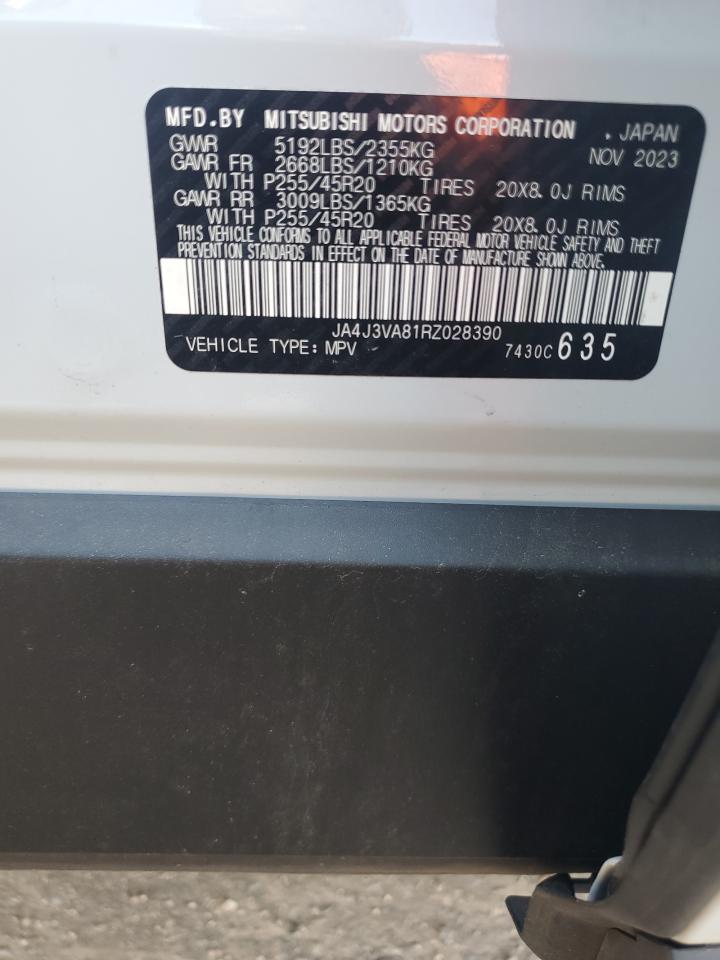 MFD.BY MITSUBISHI MOTORS CORPORATION . JAPAN
GWWR 5192LBS/2355KG NOV 2023
GAWR FR 2668LBS/1210KG
WITH P255/45R20 TIRES 20X8.0J RIMS
GAWR RR 3009LBS/1365KG
WITH P255/45R20 TIRES 20X8.0J RIMS
THIS VEHICLE CONFORMS TO ALL APPLICABLE FEDERAL MOTOR VEHICLE SAFETY AND THEFT
PREVENTION STANDARDS IN EFFECT ON THE DATE OF MANUFACTURE SHOWN ABOVE.
JA4J3VA81RZ028390
VEHICLE TYPE: MPV 7430C 635